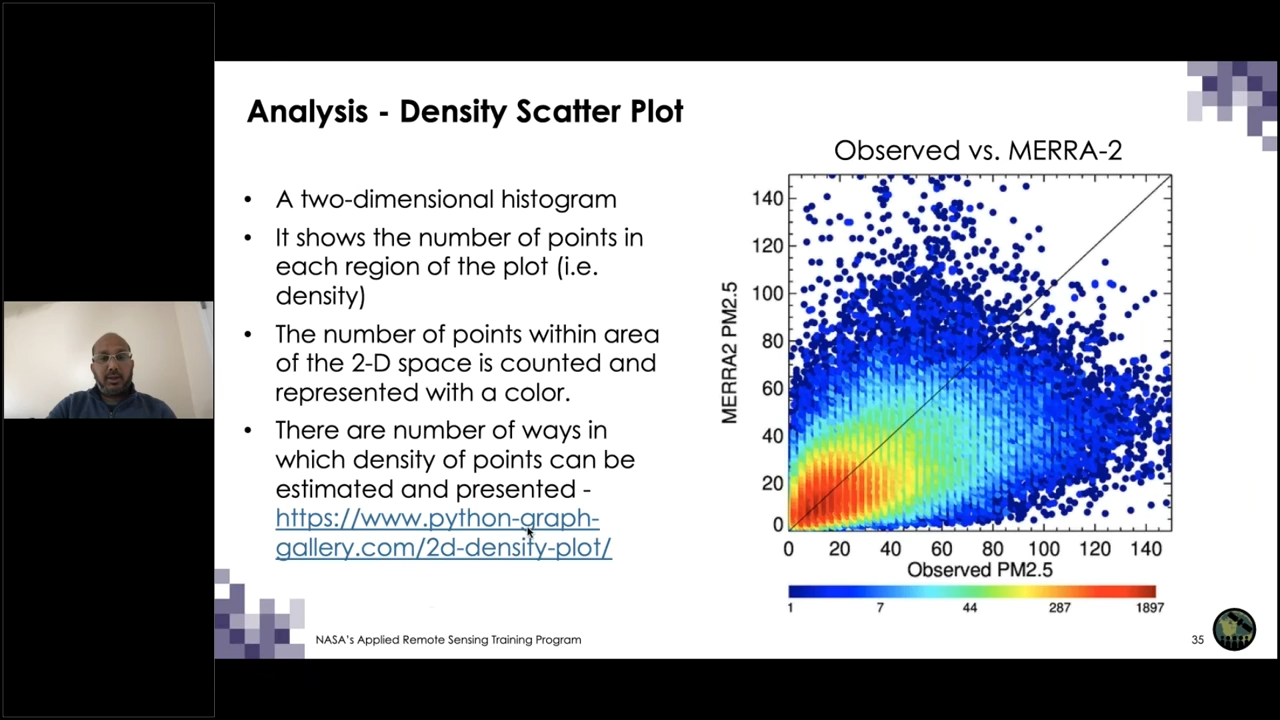 Analysis - Density Scatter Plot
• A two-dimensional histogram
• It shows the number of points in
each region of the plot (i.e.
density)
• The number of points within area
of the 2-D space is counted and
represented with a color.
• There are number of ways in
which density of points can be
estimated and presented -
https://www.python-graph-
gallery.com/2d-density-plot/
Observed vs. MERRA-2
MERRA2 PM2.5
140
120
100
80
60
40
20
0
0 20 40 60 80 100 120 140
Observed PM2.5
1 7 44 287 1897
NASA's Applied Remote Sensing Training Program
35